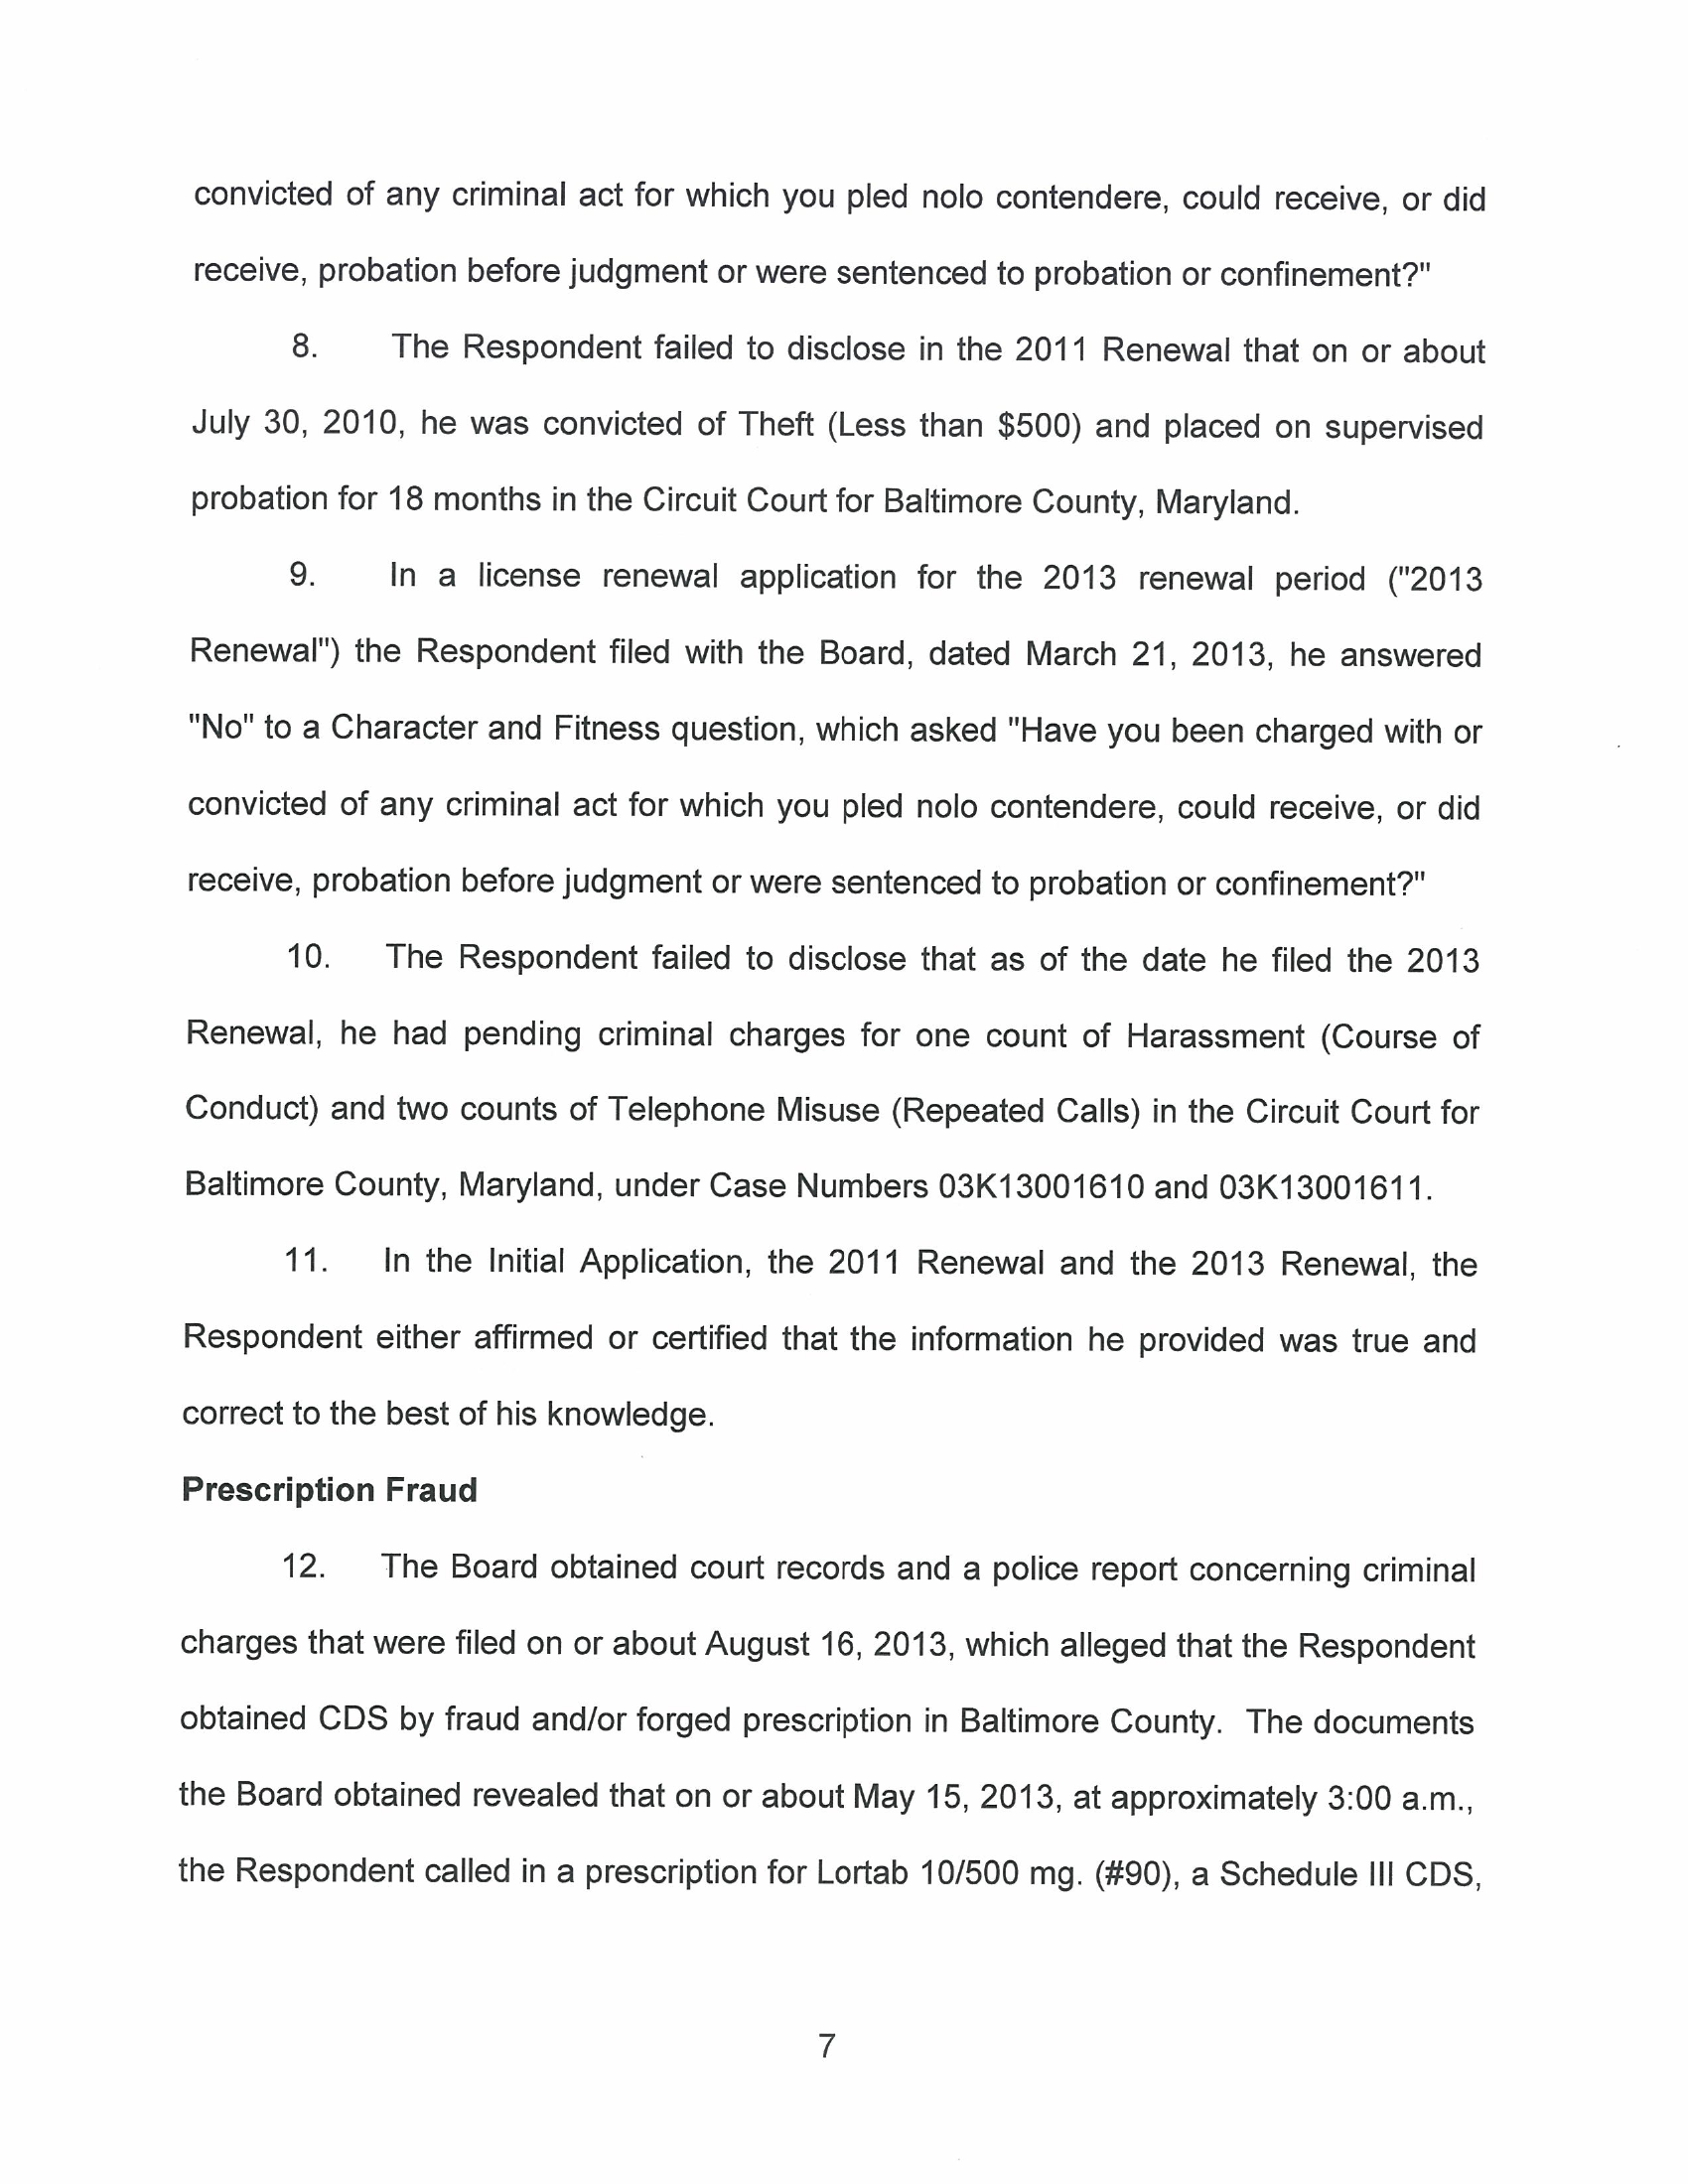 convicted of any criminal act for which you pled nolo contendere, could receive, or did
receive, probation before judgment or were sentenced to probation or confinement?"
8. The Respondent failed to disclose in the 2011 Renewal that on or about
July 30, 2010, he was convicted of Theft (Less than $500) and placed on supervised
probation for 18 months in the Circuit Court for Baltimore County, Maryland.
9. In a license renewal application for the 2013 renewal period ("2013
Renewal") the Respondent filed with the Board, dated March 21, 2013, he answered
"No" to a Character and Fitness question, which asked "Have you been charged with or
convicted of any criminal act for which you pled nolo contendere, could receive, or did
receive, probation before judgment or were sentenced to probation or confinement?"
10. The Respondent failed to disclose that as of the date he filed the 2013
Renewal, he had pending criminal charges for one count of Harassment (Course of
Conduct) and two counts of Telephone Misuse (Repeated Calls) in the Circuit Court for
Baltimore County, Maryland, under Case Numbers 03K13001610 and 03K13001611.
11. In the Initial Application, the 2011 Renewal and the 2013 Renewal, the
Respondent either affirmed or certified that the information he provided was true and
correct to the best of his knowledge.
Prescription Fraud
12. The Board obtained court records and a police report concerning criminal
charges that were filed on or about August 16, 2013, which alleged that the Respondent
obtained CDS by fraud and/or forged prescription in Baltimore County. The documents
the Board obtained revealed that on or about May 15, 2013, at approximately 3:00 a.m.,
the Respondent called in a prescription for Lortab 10/500 mg. (#90), a Schedule III CDS,
7